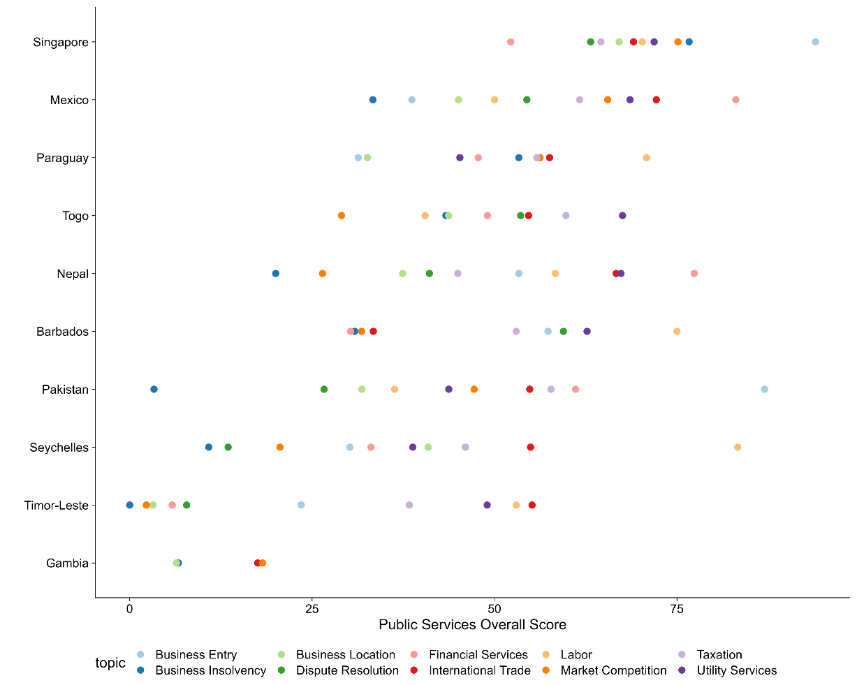 Singapore
Mexico
Paraguay
Togo
Nepal
Barbados
Pakistan
Seychelles
Timor-Leste
Gambia
0 25 50 75
Public Services Overall Score
topic
Business Entry Business Location Financial Services Labor Taxation
Business Insolvency Dispute Resolution International Trade Market Competition Utility Services